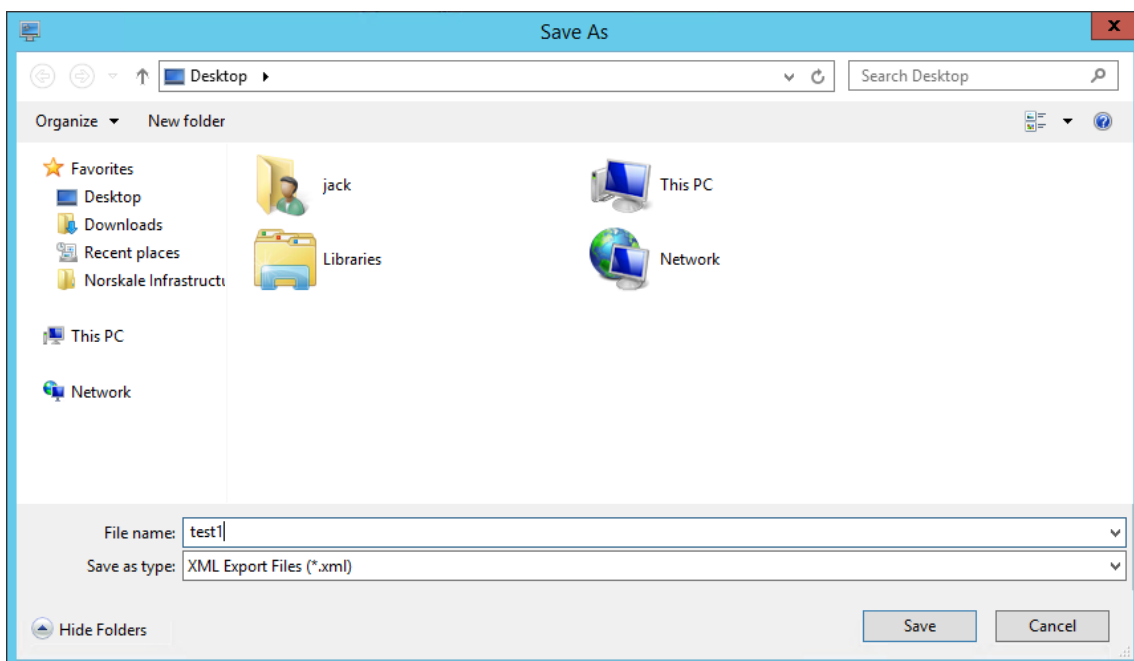 Save As
Desktop
Search Desktop
Organize New folder
Favorites
Desktop
Downloads
Recent places
Norskale Infrastructu
This PC
Network
jack This PC
Libraries Network
File name: test1
Save as type: XML Export Files (*.xml)
Hide Folders Save Cancel